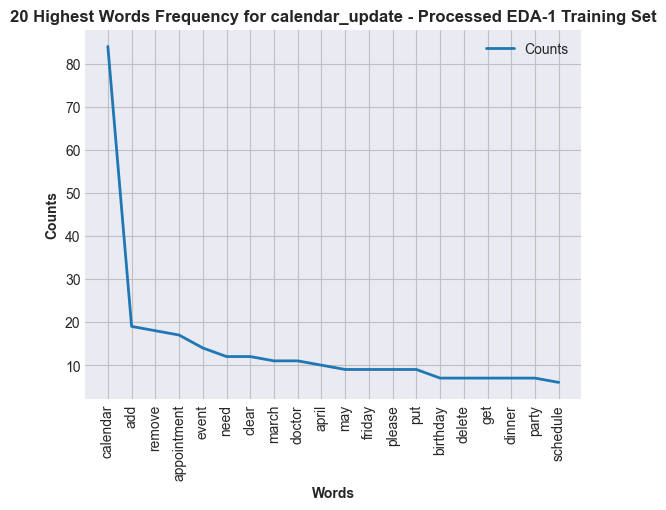 20 Highest Words Frequency for calendar_update - Processed EDA-1 Training Set
Counts
80
70
60
50
40
30
20
10
Counts
calendar
add
remove
appointment
event
need
clear
march
doctor
april
may
friday
please
put
birthday
delete
get
dinner
party
schedule
Words